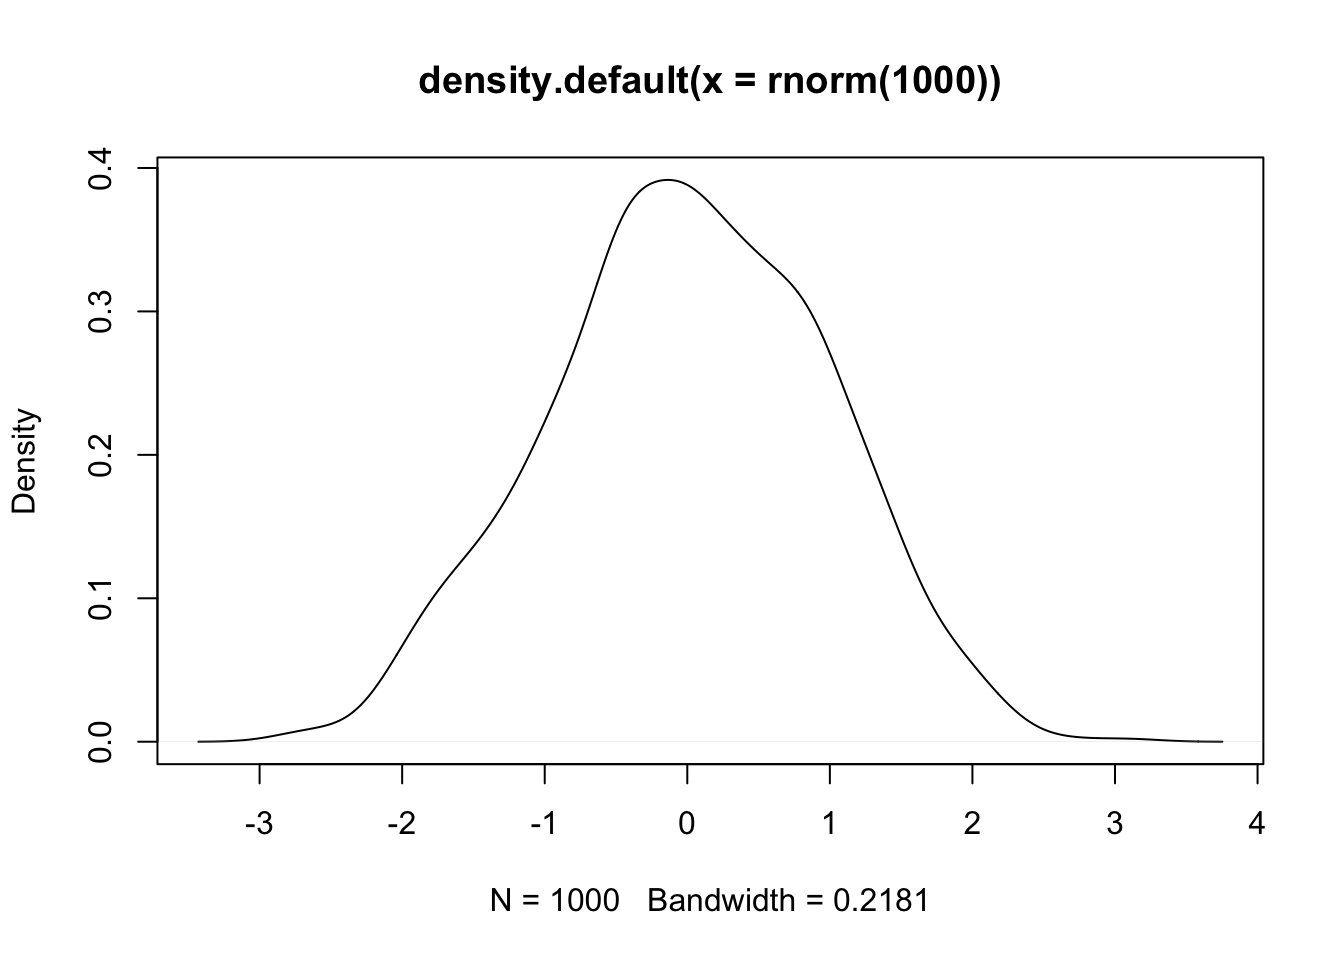 density.default(x = rnorm(1000))
Density
0.4
0.3
0.2
0.1
0.0
-3 -2 -1 0 1 2 3 4
N = 1000 Bandwidth = 0.2181